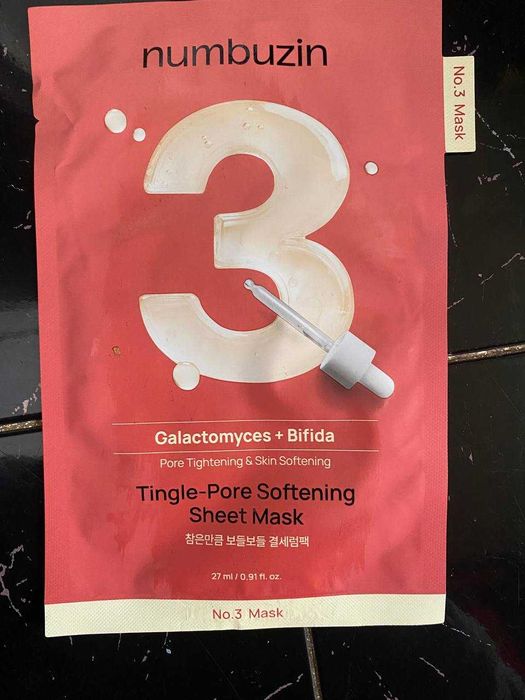 numbuzin
No.3 Mask
3
Galactomyces + Bifida
Pore Tightening & Skin Softening
Tingle-Pore Softening
Sheet Mask
참은만큼 보들보들 결세럼팩
27 ml / 0.91 fl. oz.
No.3 Mask